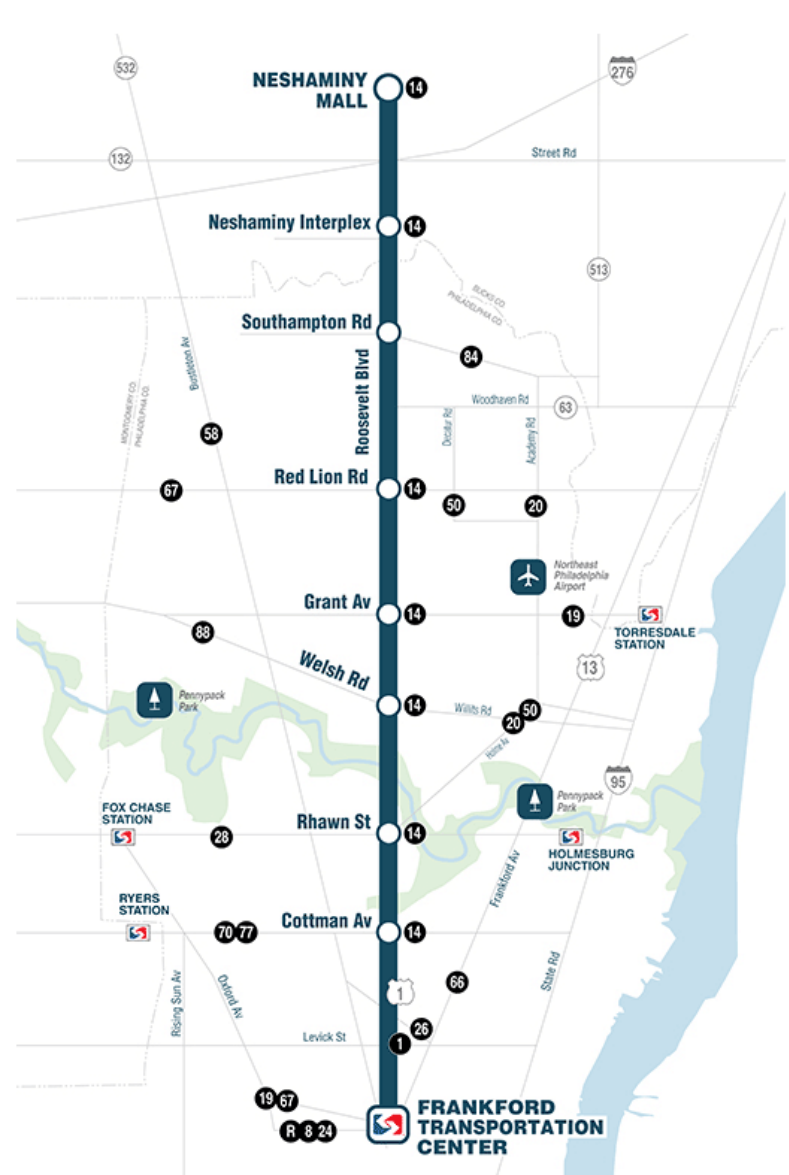 532
276
NESHAMINY
MALL
14
132
Street Rd
Neshaminy Interplex
14
513
BUCKS CO.
PHILADELPHIA CO.
Southampton Rd
84
Bustleton Av
Roosevelt Blvd
MONTGOMERY CO.
PHILADELPHIA CO.
Woodhaven Rd
63
Decatur Rd
Academy Rd
58
Red Lion Rd
14
67
50
20
Northeast
Philadelphia
Airport
Grant Av
14
19
TORRESDALE
STATION
88
13
Welsh Rd
14
Pennypack
Park
Willits Rd
50
20
Holme Av
95
Pennypack
Park
FOX CHASE
STATION
28
Rhawn St
14
HOLMESBURG
JUNCTION
Frankford Av
RYERS
STATION
70 77
Cottman Av
14
State Rd
66
Rising Sun Av
Oxford Av
1
26
Levick St
1
19 67
R 8 24
FRANKFORD
TRANSPORTATION
CENTER